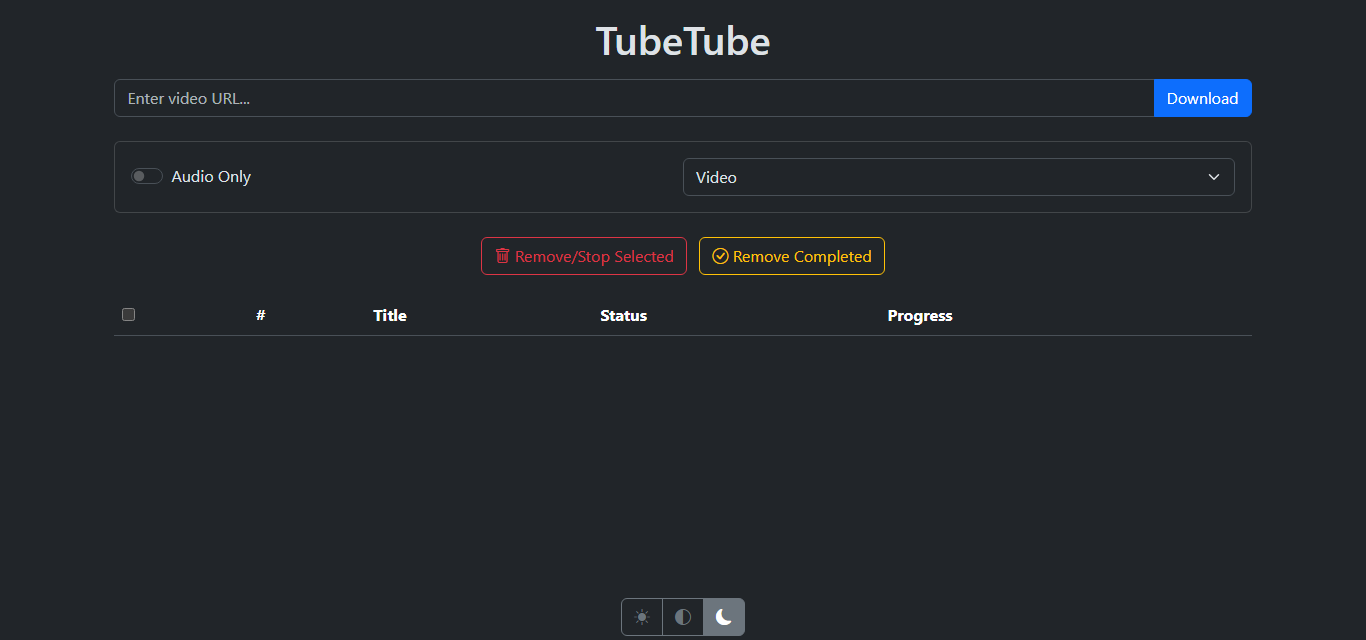 TubeTube
Enter video URL... Download
Audio Only Video
Remove/Stop Selected Remove Completed
# Title Status Progress